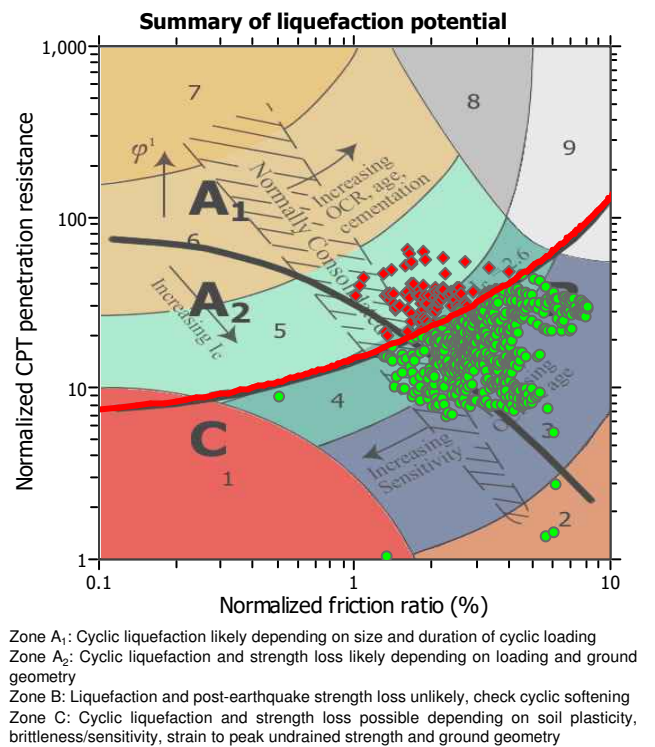 Summary of liquefaction potential
1,000
100
10
1
0.1
1
10
Normalized CPT penetration resistance
Normalized friction ratio (%)
7
8
9
φ¹
A1
Normally Consolidated
Increasing
OCR, age,
cementation
6
A2
Increasing Ic
5
2.6
4
C
1
Increasing
Sensitivity
age
3
2
Zone A1: Cyclic liquefaction likely depending on size and duration of cyclic loading
Zone A2: Cyclic liquefaction and strength loss likely depending on loading and ground
geometry
Zone B: Liquefaction and post-earthquake strength loss unlikely, check cyclic softening
Zone C: Cyclic liquefaction and strength loss possible depending on soil plasticity,
brittleness/sensitivity, strain to peak undrained strength and ground geometry